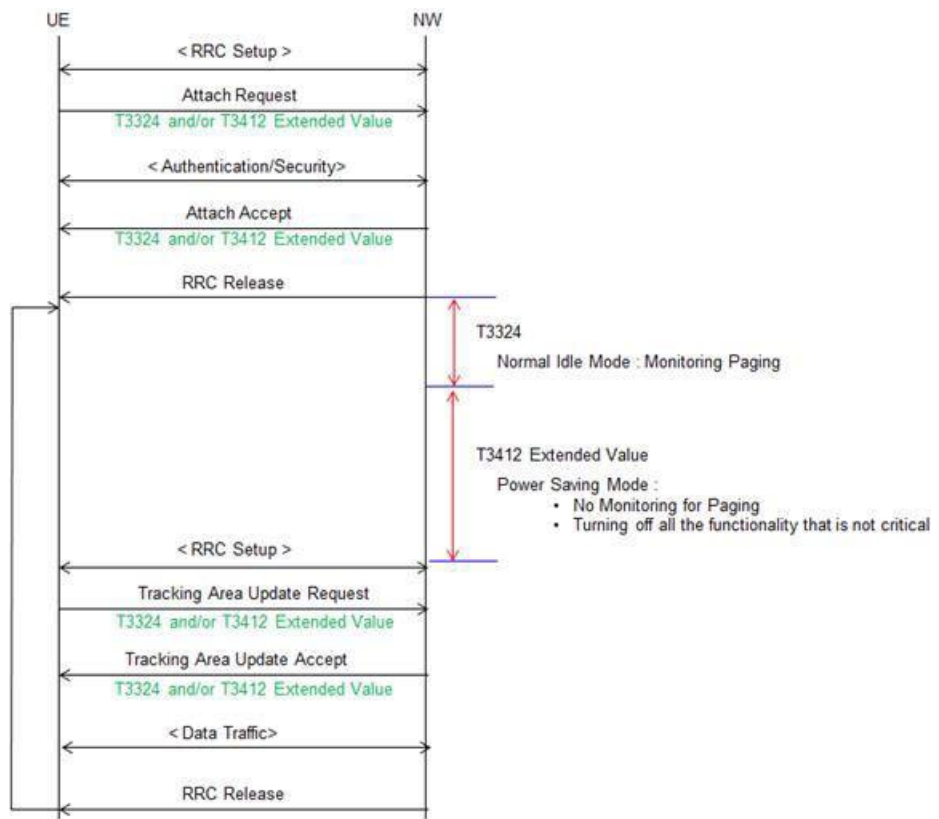 UE
NW
< RRC Setup >
Attach Request
T3324 and/or T3412 Extended Value
< Authentication/Security>
Attach Accept
T3324 and/or T3412 Extended Value
RRC Release
T3324
Normal Idle Mode : Monitoring Paging
T3412 Extended Value
Power Saving Mode :
• No Monitoring for Paging
• Turning off all the functionality that is not critical
< RRC Setup >
Tracking Area Update Request
T3324 and/or T3412 Extended Value
Tracking Area Update Accept
T3324 and/or T3412 Extended Value
< Data Traffic>
RRC Release